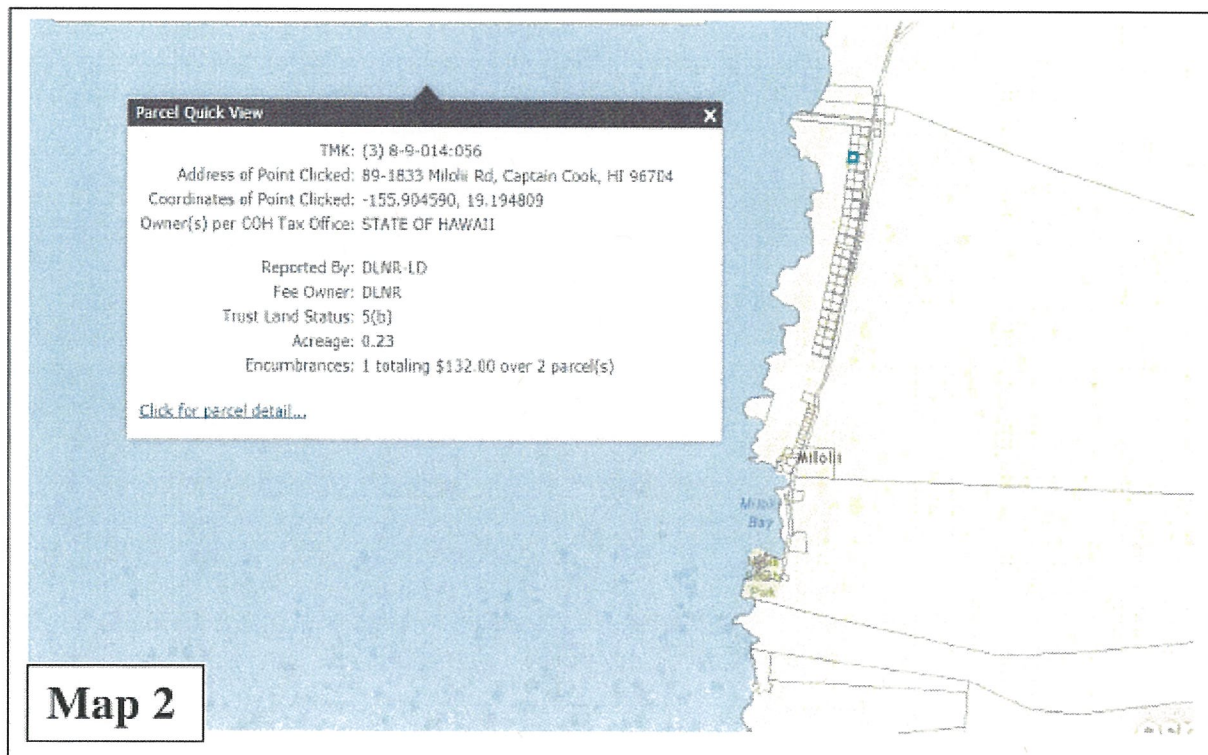 Parcel Quick View X
TMK: (3) 8-9-014:056
Address of Point Clicked: 89-1833 Milolii Rd, Captain Cook, HI 96704
Coordinates of Point Clicked: -155.904590, 19.194809
Owner(s) per COH Tax Office: STATE OF HAWAII
Reported By: DLNR-LD
Fee Owner: DLNR
Trust Land Status: 5(b)
Acreage: 0.23
Encumbrances: 1 totaling $132.00 over 2 parcel(s)
Click for parcel detail...
Milolii
Bay
Park
Map 2